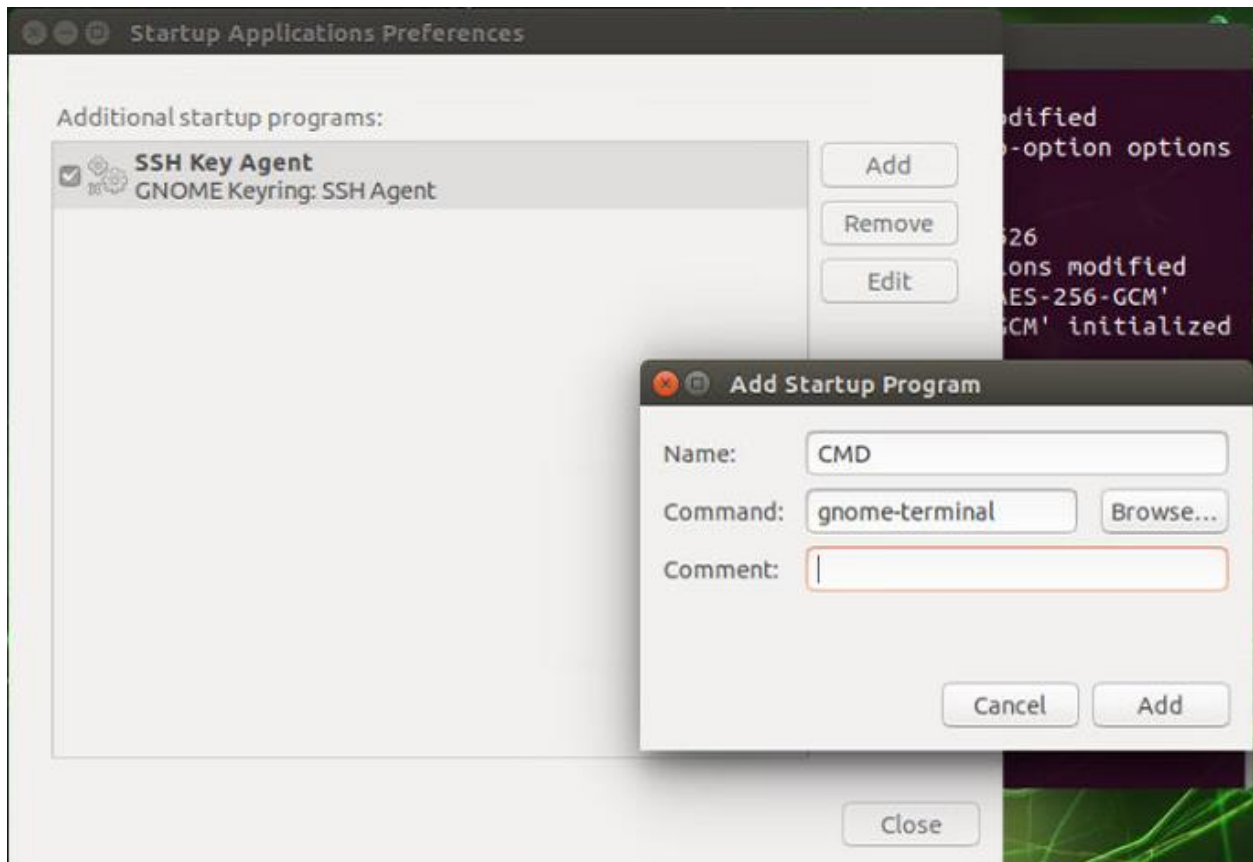 Startup Applications Preferences
Additional startup programs:
SSH Key Agent
GNOME Keyring: SSH Agent
Add
Remove
Edit
Close
odified
-option options
26
ons modified
AES-256-GCM'
GCM' initialized
Add Startup Program
Name: CMD
Command: gnome-terminal Browse...
Comment:
Cancel Add